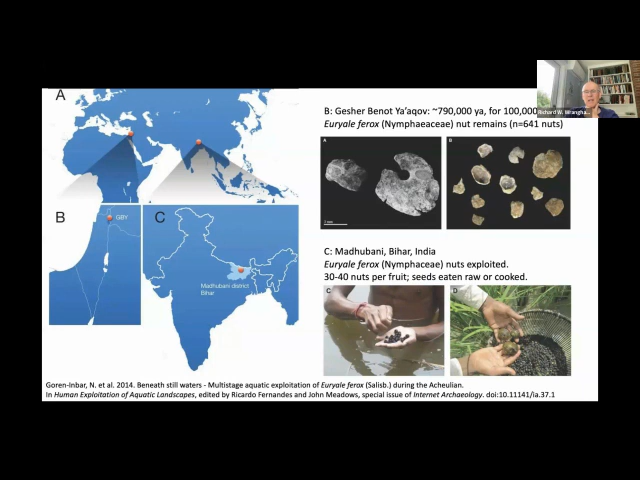 A
B
GBY
C
Madhubani district
Bihar
B: Gesher Benot Ya'aqov: ~790,000 ya, for 100,000
Euryale ferox (Nymphaeaceae) nut remains (n=641 nuts)
Richard W. Wrangha...
A
B
C: Madhubani, Bihar, India
Euryale ferox (Nymphaceae) nuts exploited.
30-40 nuts per fruit; seeds eaten raw or cooked.
C
D
Goren-Inbar, N. et al. 2014. Beneath still waters - Multistage aquatic exploitation of Euryale ferox (Salisb.) during the Acheulian.
In Human Exploitation of Aquatic Landscapes, edited by Ricardo Fernandes and John Meadows, special issue of Internet Archaeology. doi:10.11141/ia.37.1